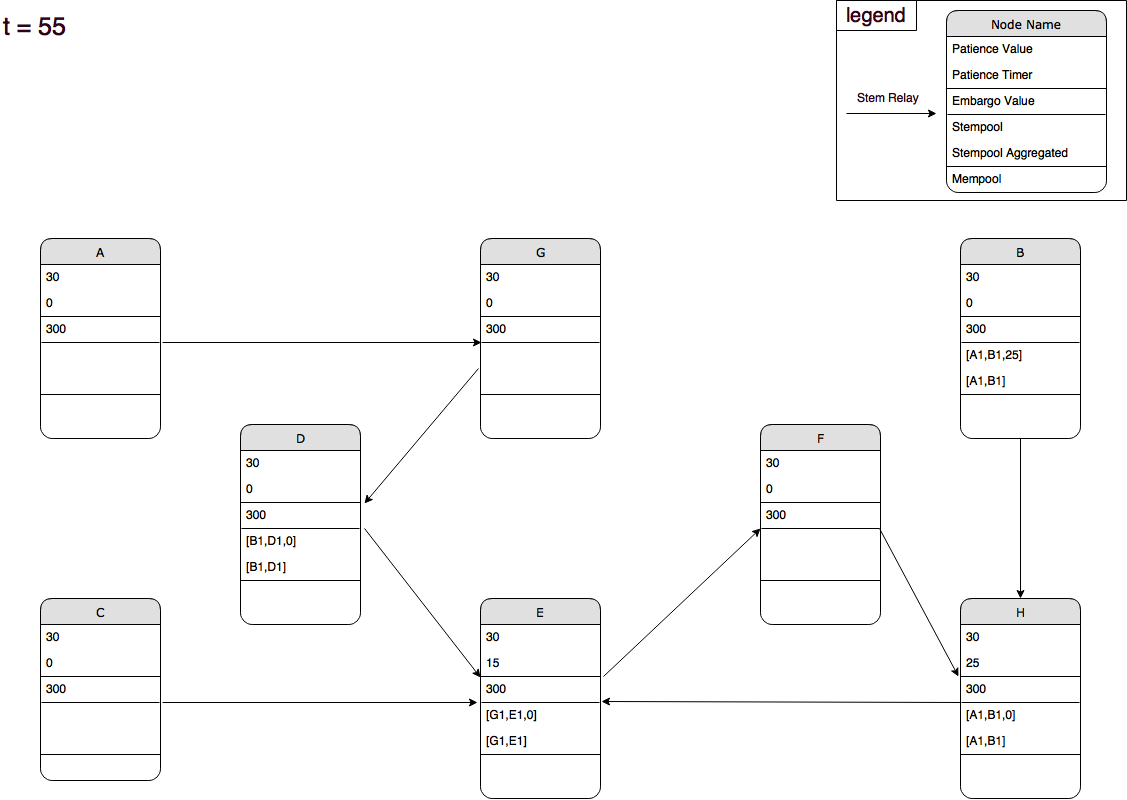 t = 55
legend
Stem Relay
Node Name
Patience Value
Patience Timer
Embargo Value
Stempool
Stempool Aggregated
Mempool
A
30
0
300
G
30
0
300
B
30
0
300
[A1,B1,25]
[A1,B1]
D
30
0
300
[B1,D1,0]
[B1,D1]
F
30
0
300
C
30
0
300
E
30
15
300
[G1,E1,0]
[G1,E1]
H
30
25
300
[A1,B1,0]
[A1,B1]